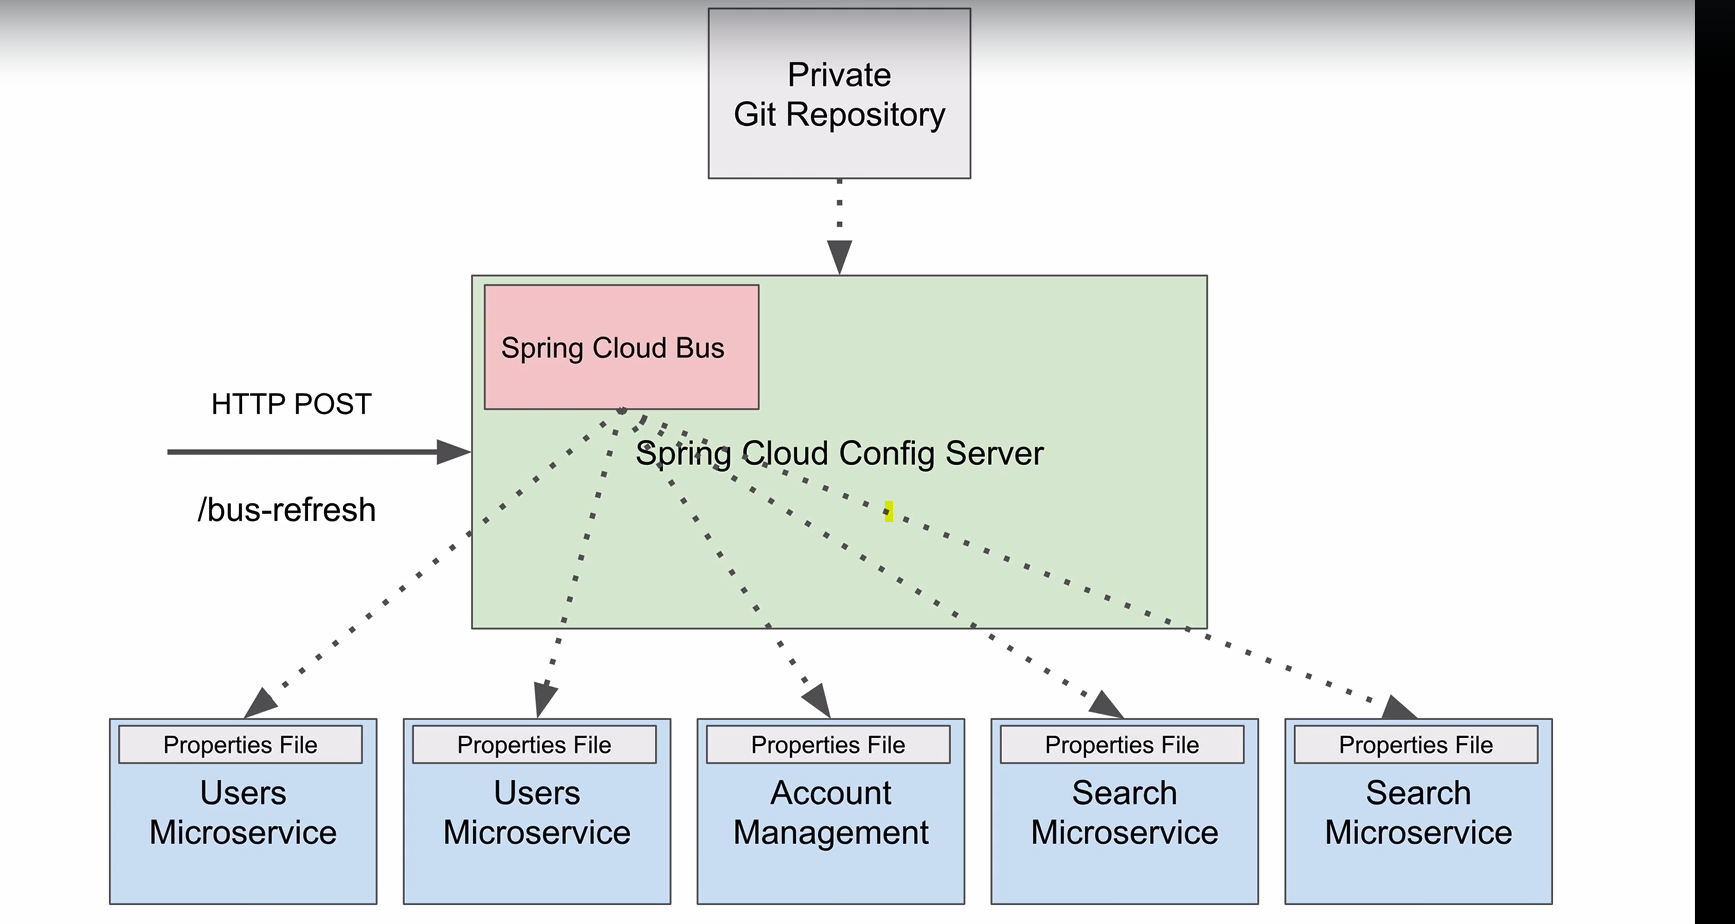 Private
Git Repository
Spring Cloud Bus
HTTP POST
Spring Cloud Config Server
/bus-refresh
Properties File
Users
Microservice
Properties File
Users
Microservice
Properties File
Account
Management
Properties File
Search
Microservice
Properties File
Search
Microservice